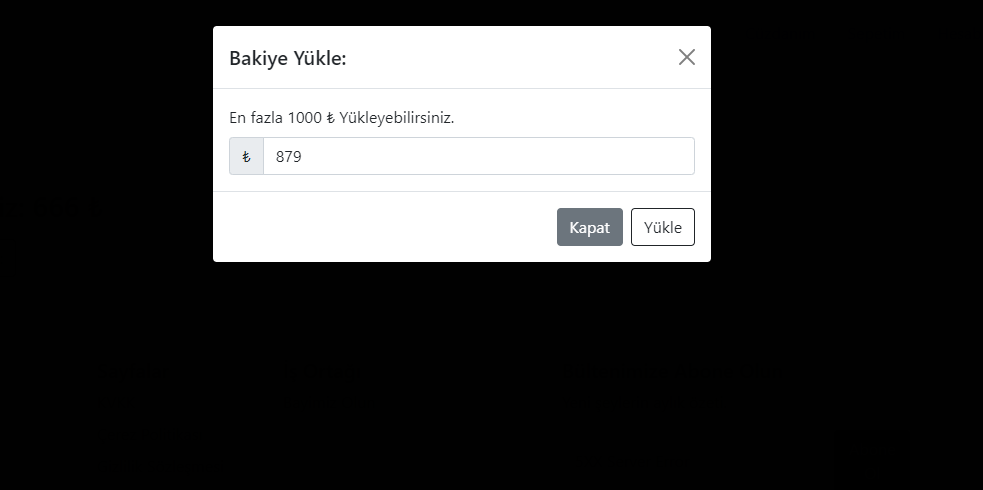 Bakiye Yükle:
En fazla 1000 ₺ Yükleyebilirsiniz.
₺ 879
Kapat Yükle